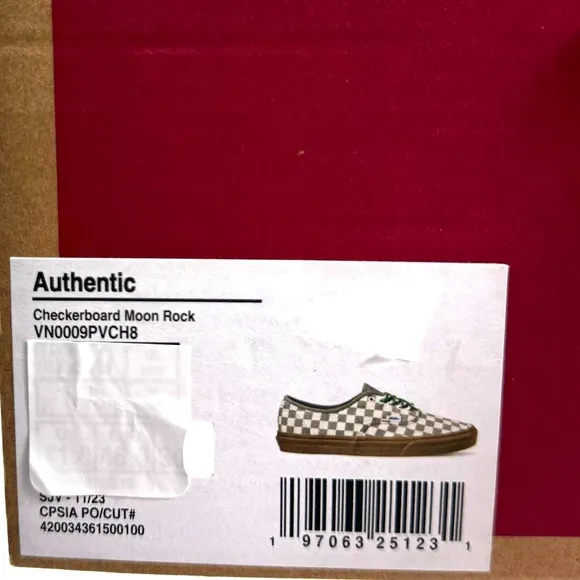 Authentic
Checkerboard Moon Rock
VN0009PVCH8
SJV - 11/23
CPSIA PO/CUT#
420034361500100
1 97063 25123 1